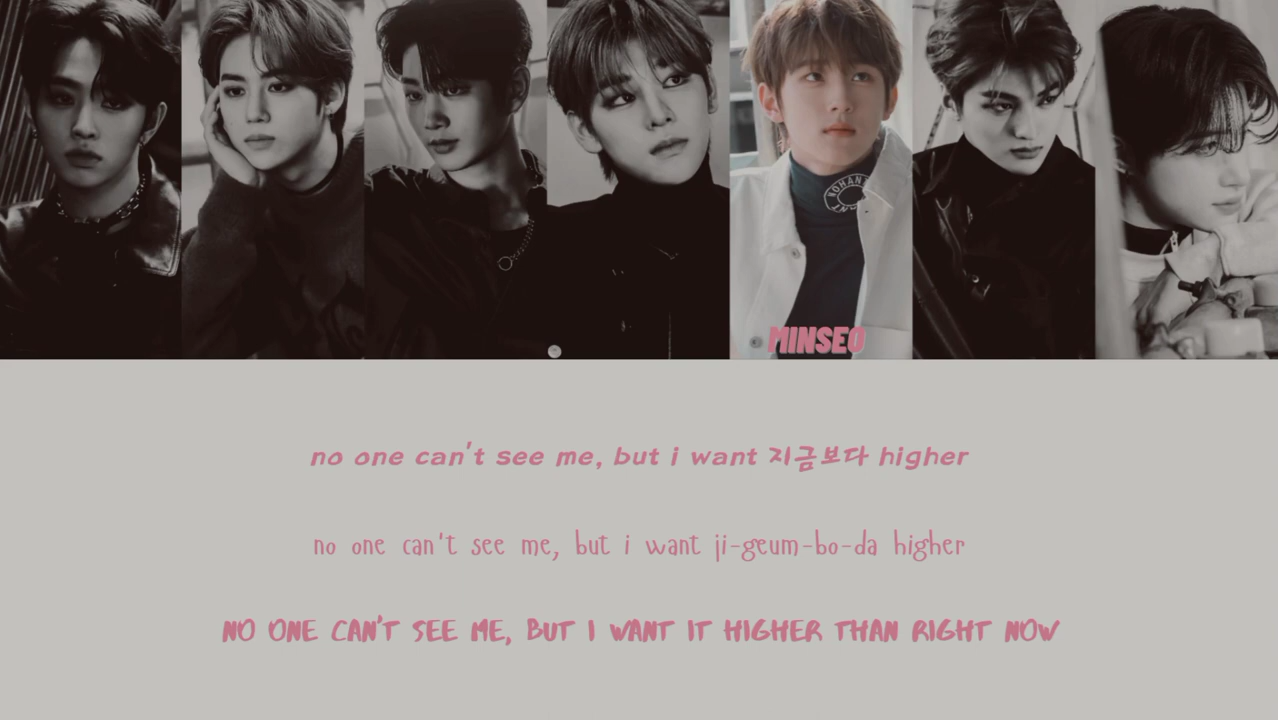 NOHAN
MINSEO
no one can't see me, but i want 지금보다 higher
no one can't see me, but i want ji-geum-bo-da higher
NO ONE CAN'T SEE ME, BUT I WANT IT HIGHER THAN RIGHT NOW